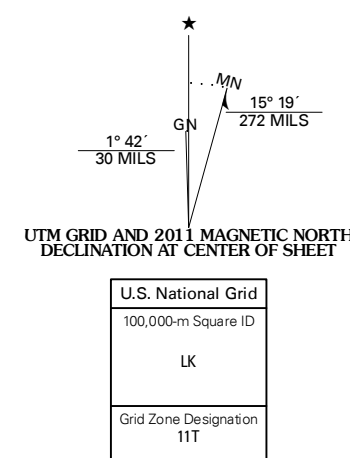 ★
MN
GN
15° 19´
272 MILS
1° 42´
30 MILS
UTM GRID AND 2011 MAGNETIC NORTH
DECLINATION AT CENTER OF SHEET
U.S. National Grid
100,000-m Square ID
LK
Grid Zone Designation
11T